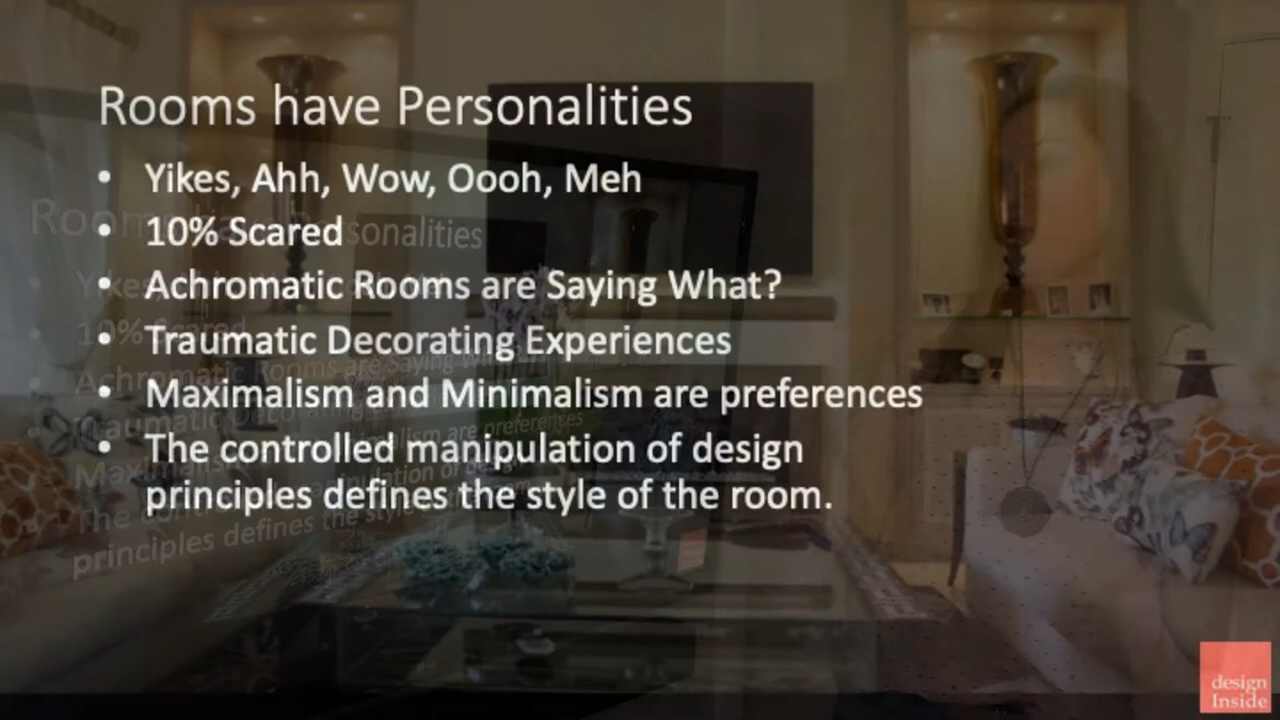 Rooms have Personalities
• Yikes, Ahh, Wow, Oooh, Meh
• 10% Scared
• Achromatic Rooms are Saying What?
• Traumatic Decorating Experiences
• Maximalism and Minimalism are preferences
• The controlled manipulation of design
principles defines the style of the room.
design
Inside